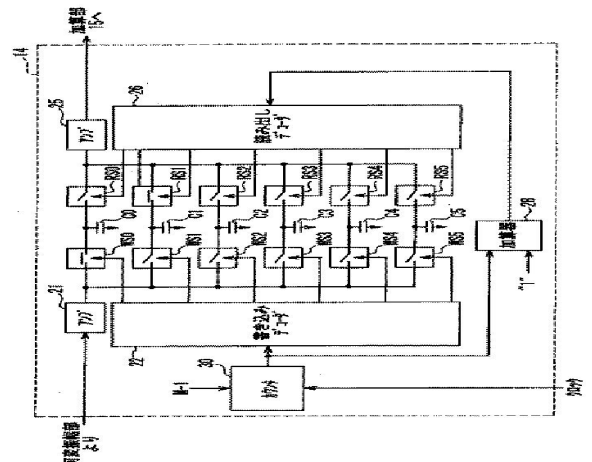 14
加算部
15へ
25
アンプ
26
読み出し
デコーダ
RS0
RS1
RS2
RS3
RS4
RS5
C0
C1
C2
C3
C4
C5
WS0
WS1
WS2
WS3
WS4
WS5
21
アンプ
22
書き込み
デコーダ
28
加算器
"1"
30
カウンタ
M-1
クロック
可変振幅部
より